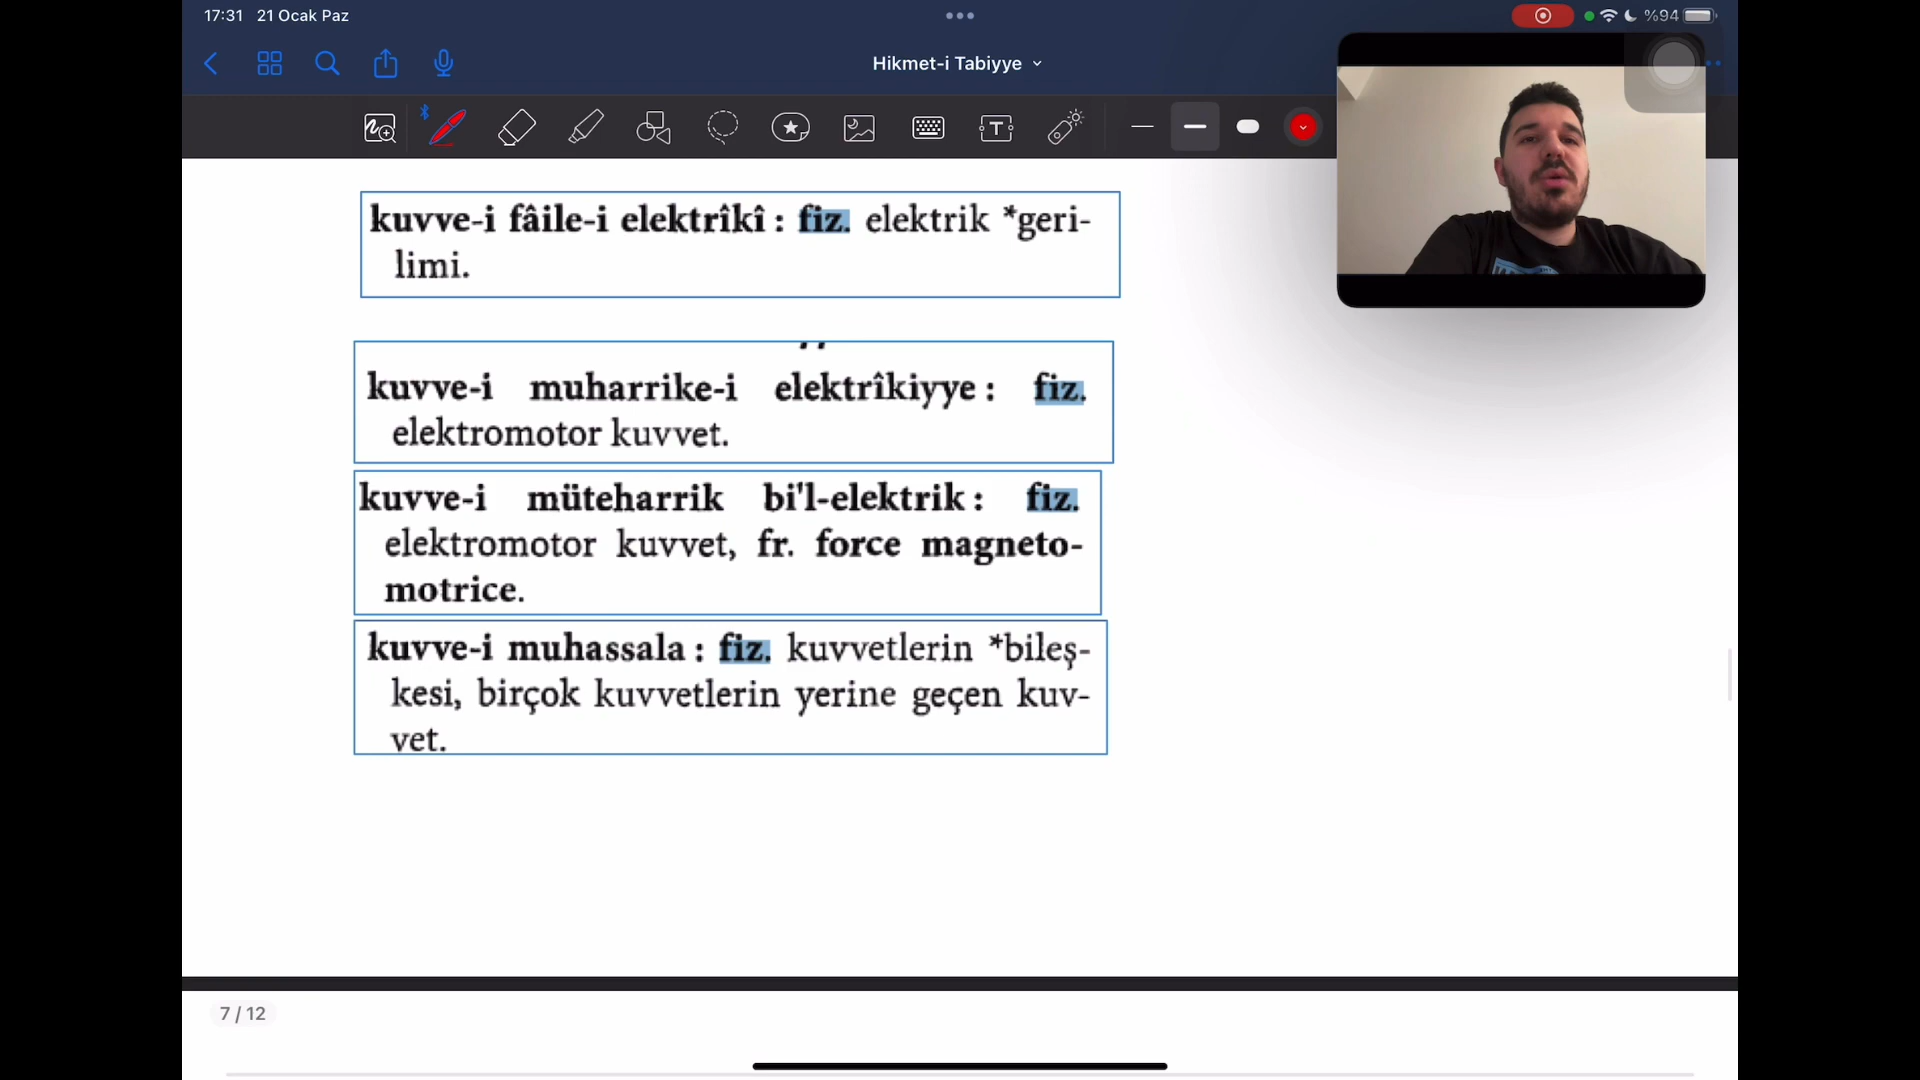 17:31 21 Ocak Paz
%94
Hikmet-i Tabiyye
kuvve-i fâile-i elektrîkî : fiz. elektrik *geri-
limi.
kuvve-i muharrike-i elektrîkiyye : fiz.
elektromotor kuvvet.
kuvve-i müteharrik bi'l-elektrik : fiz.
elektromotor kuvvet, fr. force magneto-
motrice.
kuvve-i muhassala : fiz. kuvvetlerin *bileş-
kesi, birçok kuvvetlerin yerine geçen kuv-
vet.
7 / 12